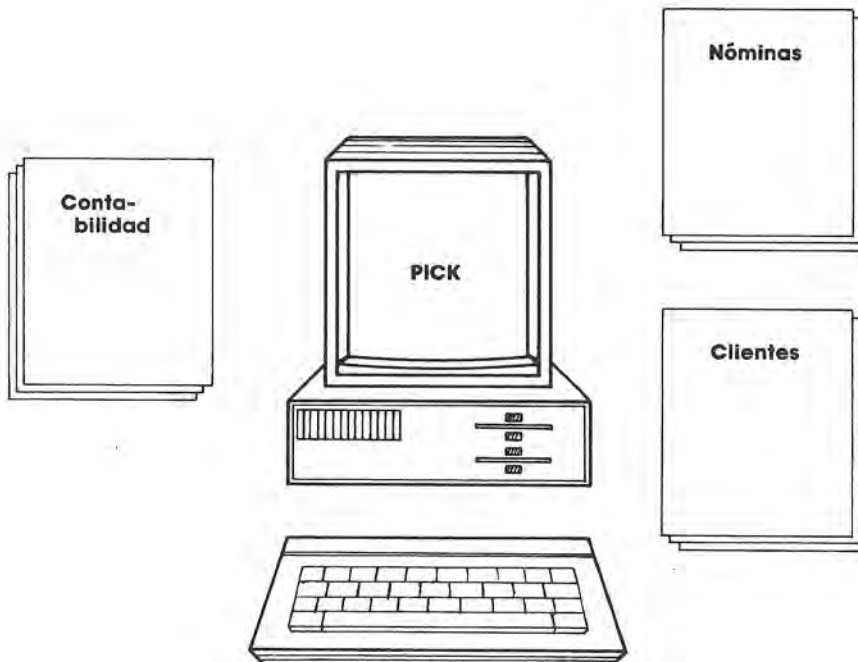 Nóminas
Conta-
bilidad
PICK
Clientes